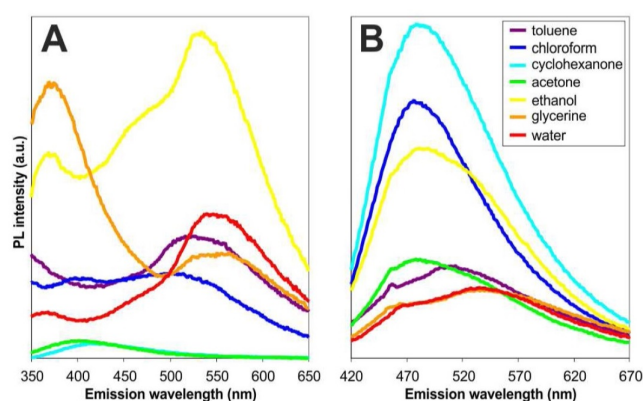 A
B
toluene
chloroform
cyclohexanone
acetone
ethanol
glycerine
water
PL intensity (a.u.)
350 400 450 500 550 600 650
420 470 520 570 620 670
Emission wavelength (nm)
Emission wavelength (nm)